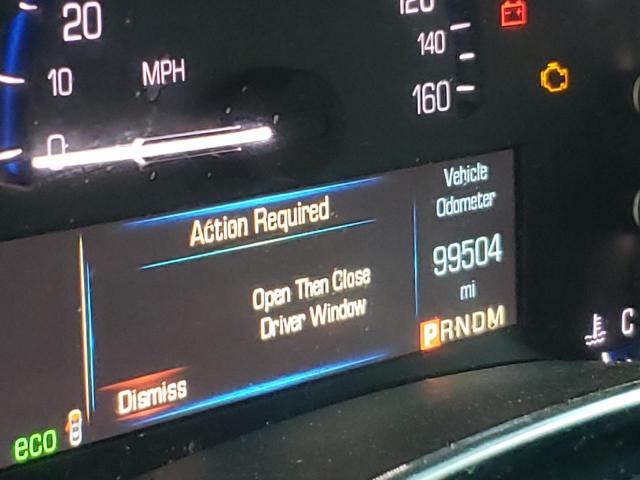 20
10
MPH
0
120
140
160
Action Required
Open Then Close
Driver Window
Dismiss
Vehicle
Odometer
99504
mi
PRNDM
eco
C